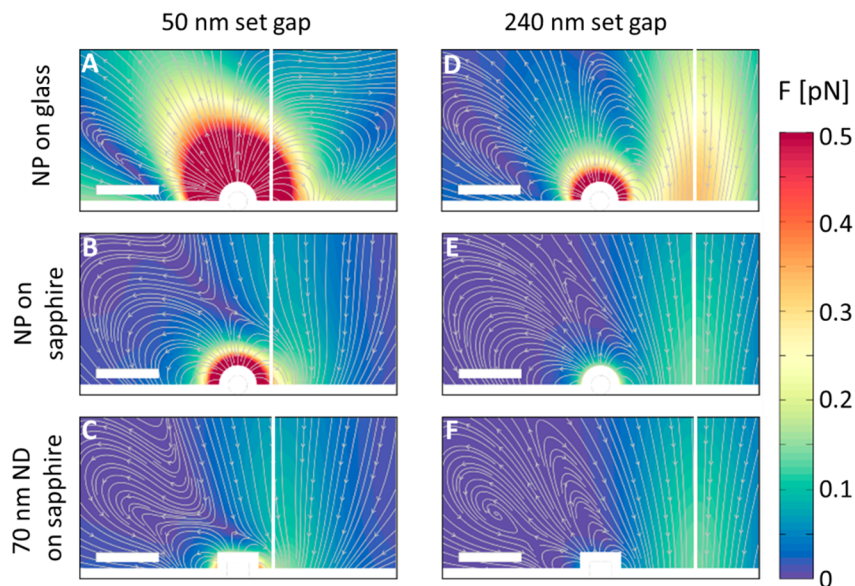 50 nm set gap
240 nm set gap
NP on glass
A
D
F [pN]
0.5
0.4
0.3
0.2
0.1
0
NP on
sapphire
B
E
70 nm ND
on sapphire
C
F